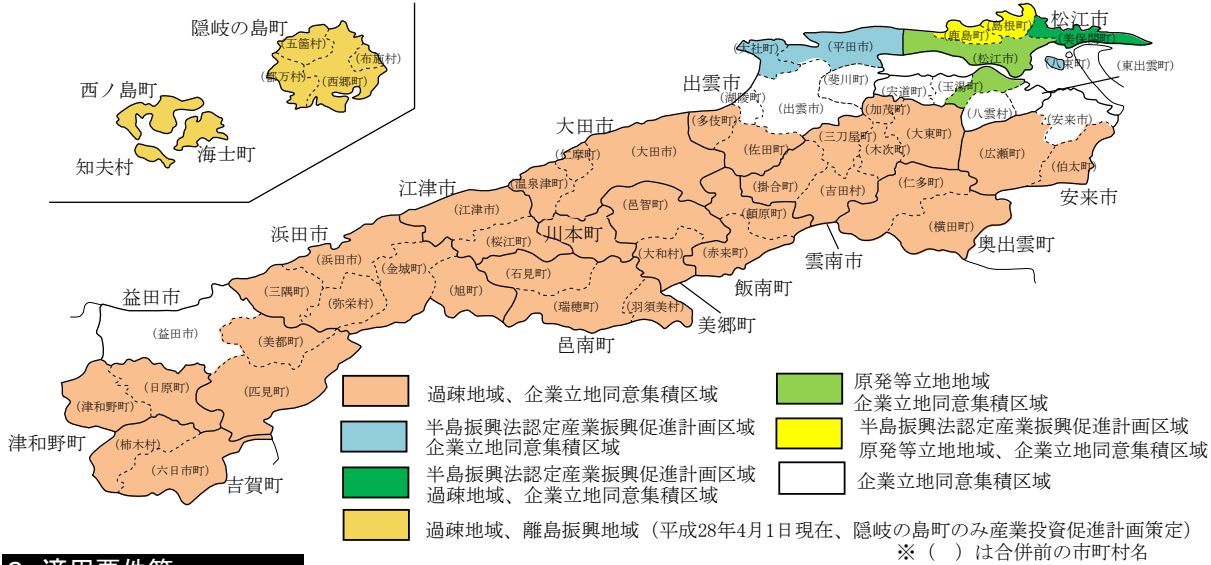 隠岐の島町
(五箇村)
(布施村)
(都万村)
(西郷町)
西ノ島町
海士町
知夫村
松江市
(島根町)
(鹿島町)
(美保関町)
(松江市)
(八束町)
(東出雲町)
(大社町)
(平田市)
出雲市
(斐川町)
(宍道町)
(玉湯町)
(湖陵町)
(出雲市)
(八雲村)
(安来市)
(多伎町)
(加茂町)
大田市
(三刀屋町)
(大東町)
(仁摩町)
(大田市)
(佐田町)
(木次町)
(広瀬町)
(伯太町)
(温泉津町)
(掛合町)
(吉田村)
(仁多町)
安来市
江津市
(江津市)
(邑智町)
(頓原町)
(横田町)
浜田市
(桜江町)
川本町
奥出雲町
(浜田市)
(金城町)
(石見町)
(大和村)
(赤来町)
雲南市
(三隅町)
(弥栄村)
(旭町)
(瑞穂町)
(羽須美村)
飯南町
益田市
美郷町
(益田市)
(美都町)
邑南町
(日原町)
(匹見町)
(津和野町)
津和野町
(柿木村)
(六日市町)
吉賀町
過疎地域、企業立地同意集積区域
半島振興法認定産業振興促進計画区域
企業立地同意集積区域
半島振興法認定産業振興促進計画区域
過疎地域、企業立地同意集積区域
過疎地域、離島振興地域(平成28年4月1日現在、隠岐の島町のみ産業投資促進計画策定)
原発等立地地域
企業立地同意集積区域
半島振興法認定産業振興促進計画区域
原発等立地地域、企業立地同意集積区域
企業立地同意集積区域
※( )は合併前の市町村名